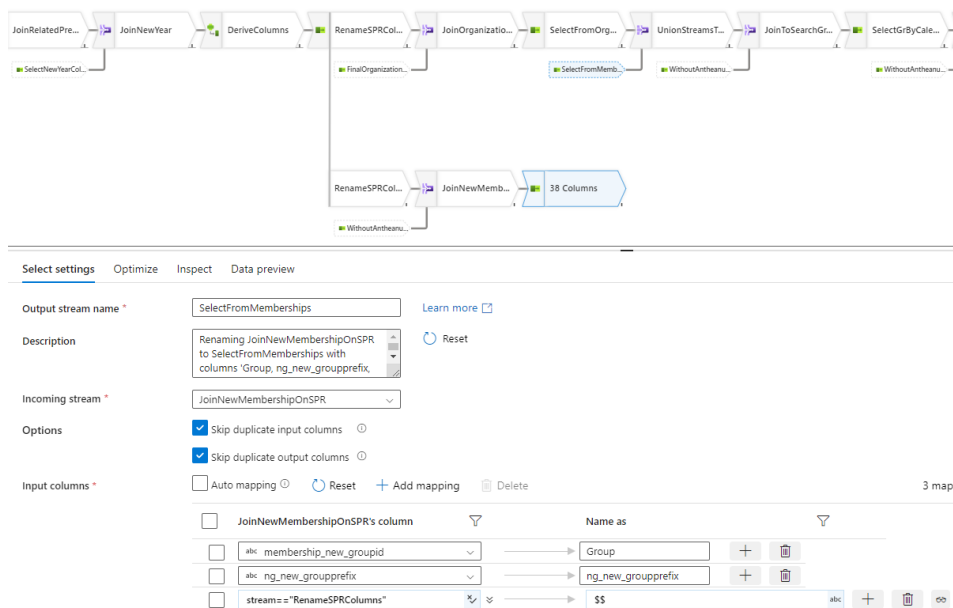 JoinRelatedPre...
JoinNewYear
DeriveColumns
RenameSPRCol...
JoinOrganizatio...
SelectFromOrg...
UnionStreamsT...
JoinToSearchGr...
SelectGrByCale...
SelectNewYearCol...
FinalOrganization...
SelectFromMemb...
WithoutAntheanu...
WithoutAntheanu...
RenameSPRCol...
JoinNewMemb...
38 Columns
WithoutAntheanu...
Select settings
Optimize
Inspect
Data preview
Output stream name *
SelectFromMemberships
Learn more
Description
Renaming JoinNewMembershipOnSPR
to SelectFromMemberships with
columns 'Group, ng_new_groupprefix,
Reset
Incoming stream *
JoinNewMembershipOnSPR
Options
Skip duplicate input columns
Skip duplicate output columns
Input columns *
Auto mapping
Reset
Add mapping
Delete
3 map
JoinNewMembershipOnSPR's column
Name as
abc membership_new_groupid
Group
abc ng_new_groupprefix
ng_new_groupprefix
stream=="RenameSPRColumns"
$$
abc